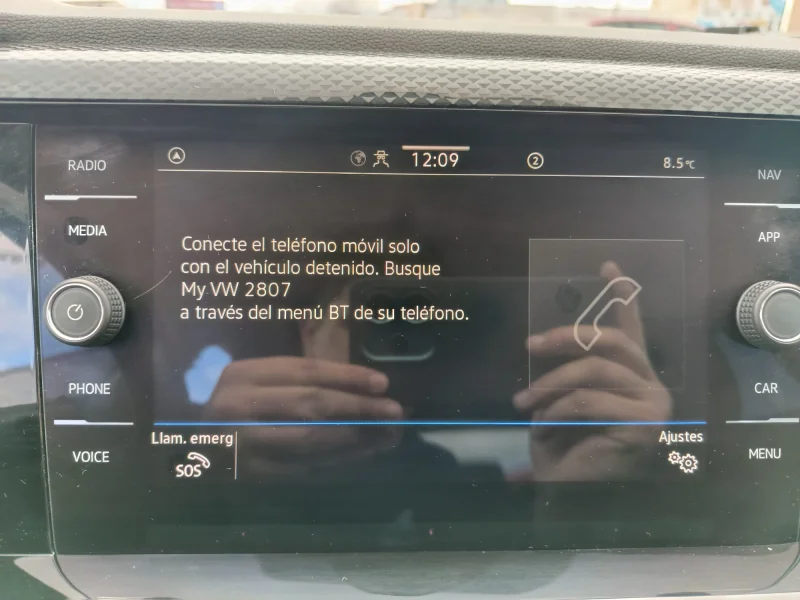 RADIO
MEDIA
PHONE
VOICE
12:09
2
8.5°C
Conecte el teléfono móvil solo
con el vehículo detenido. Busque
My VW 2807
a través del menú BT de su teléfono.
Llam. emerg
SOS
Ajustes
NAV
APP
CAR
MENU